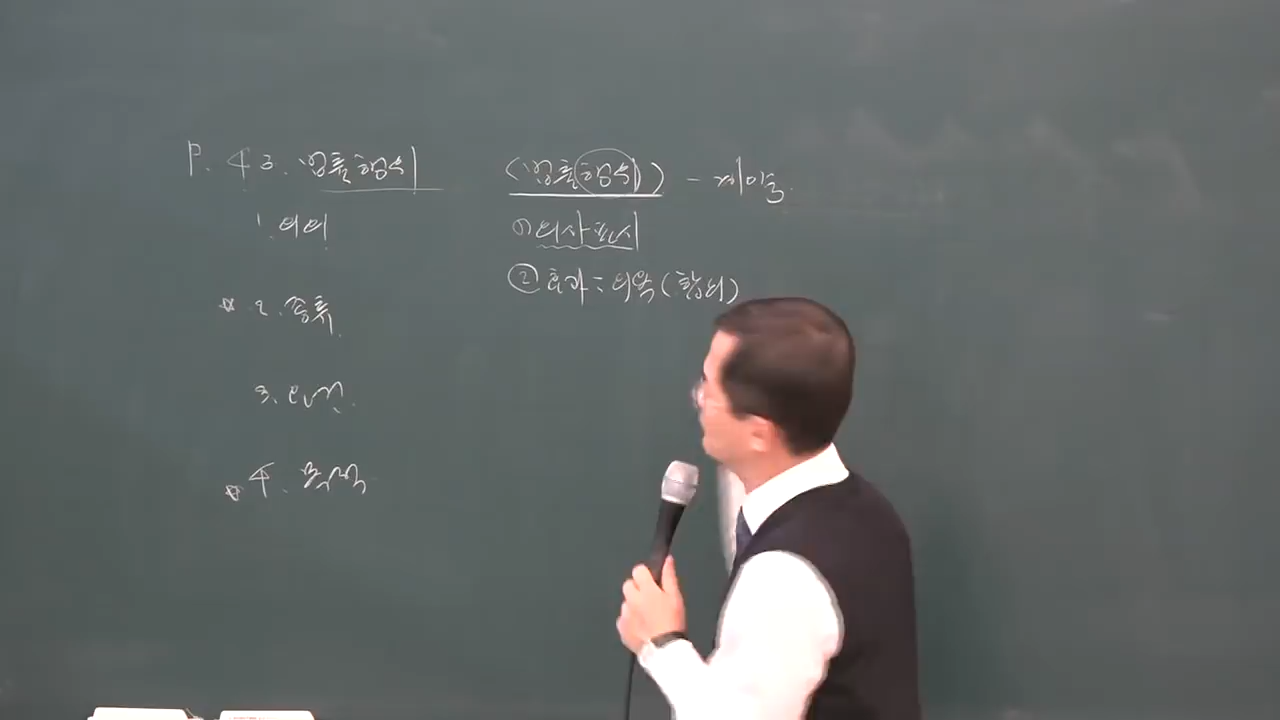 P. 43. 명률행위
1. 의의
2. 종류
3. 요건
4. 목적
<법률행위> -
① 의사표시
② 효과 = 의욕 (합의)